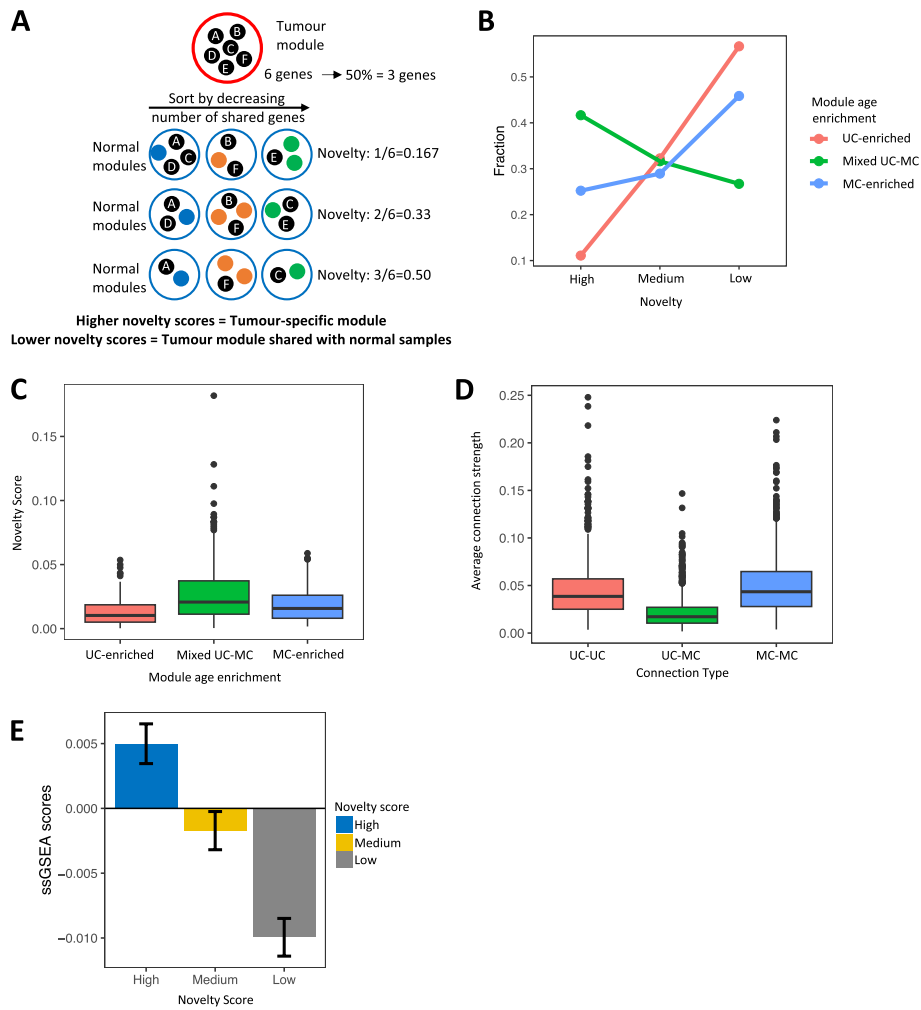 A
Tumour
module
A
B
C
D
E
F
6 genes → 50% = 3 genes
Sort by decreasing
number of shared genes
Normal
modules
A
C
D
B
F
E
Novelty: 1/6=0.167
Normal
modules
A
D
B
F
C
E
Novelty: 2/6=0.33
Normal
modules
A
F
C
Novelty: 3/6=0.50
Higher novelty scores = Tumour-specific module
Lower novelty scores = Tumour module shared with normal samples
B
Fraction
0.5
0.4
0.3
0.2
0.1
High
Medium
Low
Novelty
Module age
enrichment
UC-enriched
Mixed UC-MC
MC-enriched
C
Novelty Score
0.15
0.10
0.05
0.00
UC-enriched
Mixed UC-MC
MC-enriched
Module age enrichment
D
Average connection strength
0.25
0.20
0.15
0.10
0.05
0.00
UC-UC
UC-MC
MC-MC
Connection Type
E
ssGSEA scores
0.005
0.000
−0.005
−0.010
High
Medium
Low
Novelty Score
Novelty score
High
Medium
Low